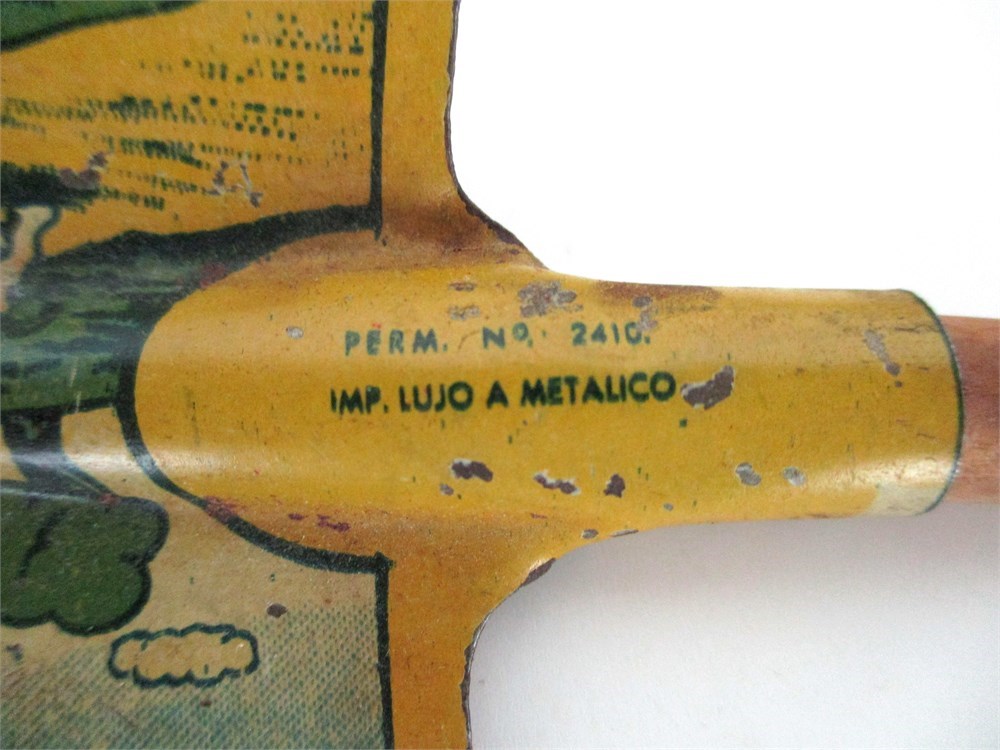 PERM. Nº. 2410.
IMP. LUJO A METALICO